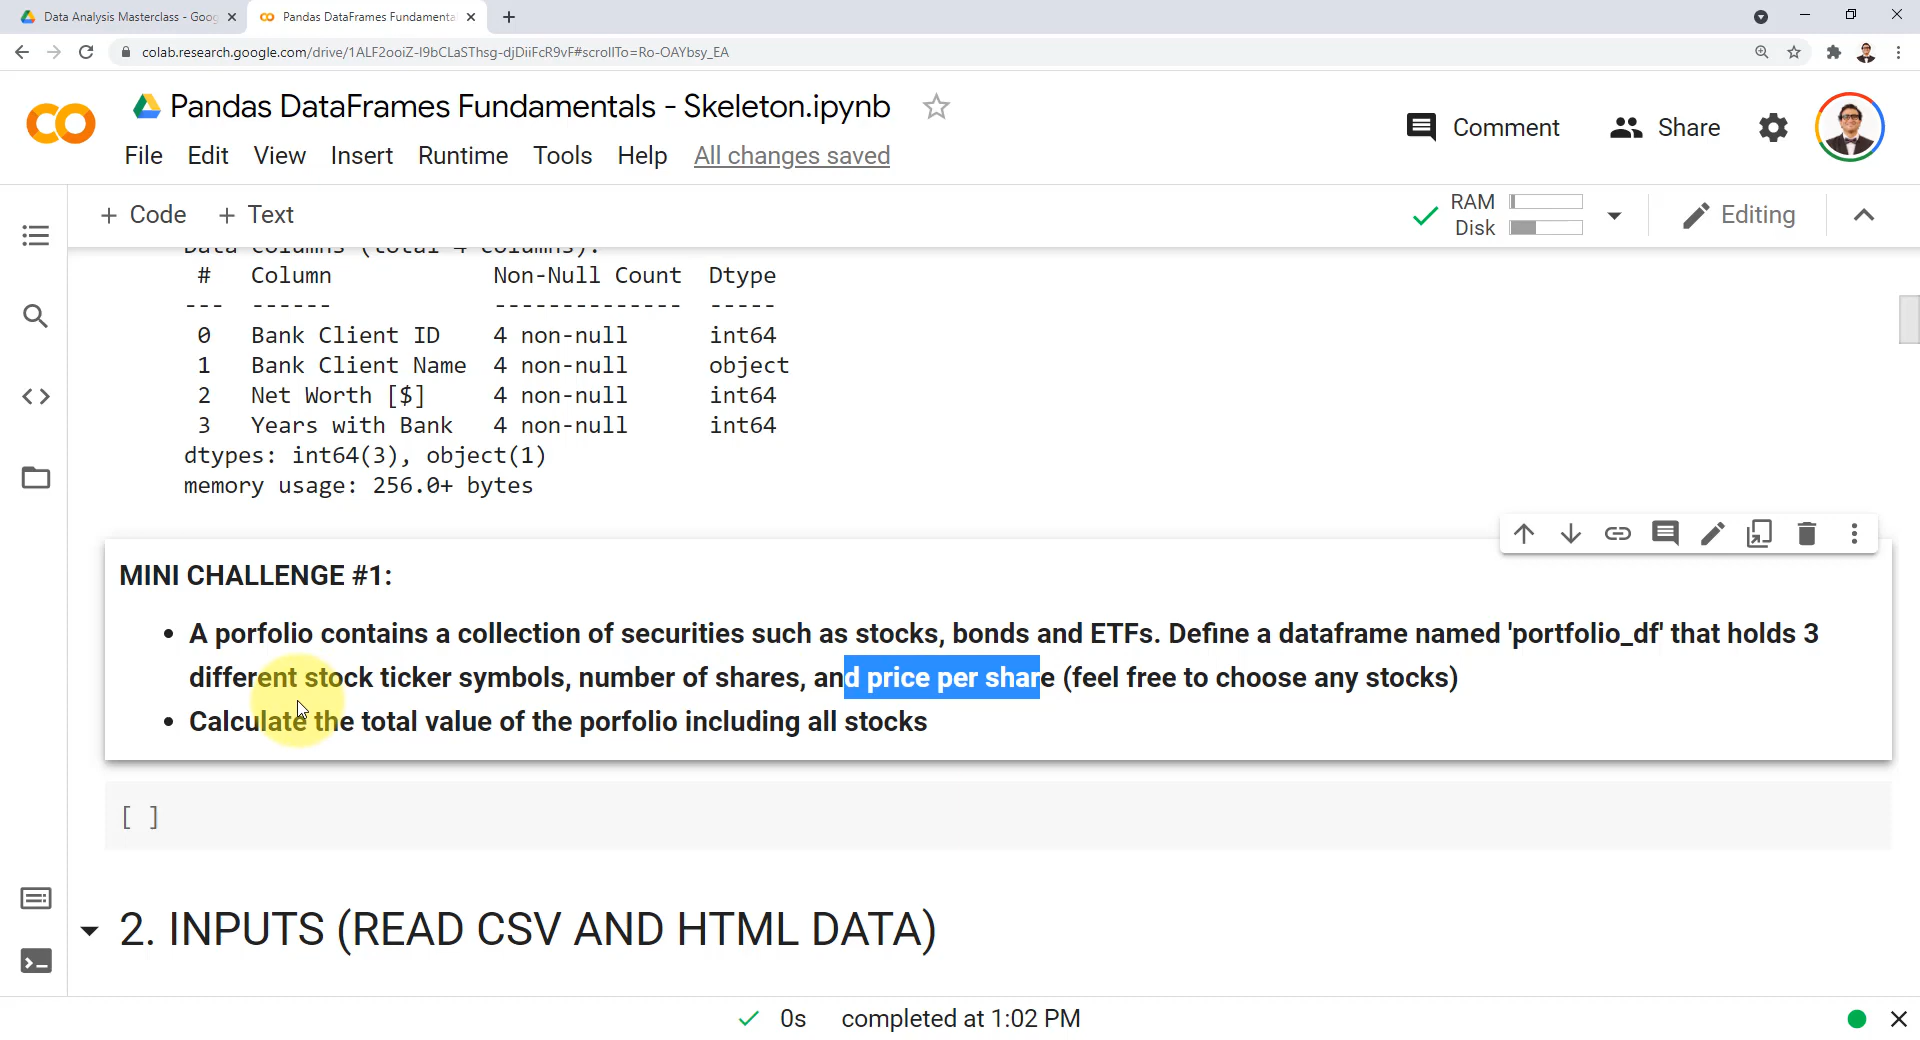 Data Analysis Masterclass - Goog
Pandas DataFrames Fundamenta
colab.research.google.com/drive/1ALF2ooiZ-I9bCLaSThsg-djDiiFcR9vF#scrollTo=Ro-OAYbsy_EA
Pandas DataFrames Fundamentals - Skeleton.ipynb
Comment Share
File Edit View Insert Runtime Tools Help All changes saved
+ Code + Text
RAM
Disk
Editing
Data columns (total 4 columns):
# Column Non-Null Count Dtype
--- ------ -------------- -----
0 Bank Client ID 4 non-null int64
1 Bank Client Name 4 non-null object
2 Net Worth [$] 4 non-null int64
3 Years with Bank 4 non-null int64
dtypes: int64(3), object(1)
memory usage: 256.0+ bytes
MINI CHALLENGE #1:
• A porfolio contains a collection of securities such as stocks, bonds and ETFs. Define a dataframe named 'portfolio_df' that holds 3
different stock ticker symbols, number of shares, and price per share (feel free to choose any stocks)
• Calculate the total value of the porfolio including all stocks
[ ]
2. INPUTS (READ CSV AND HTML DATA)
0s completed at 1:02 PM